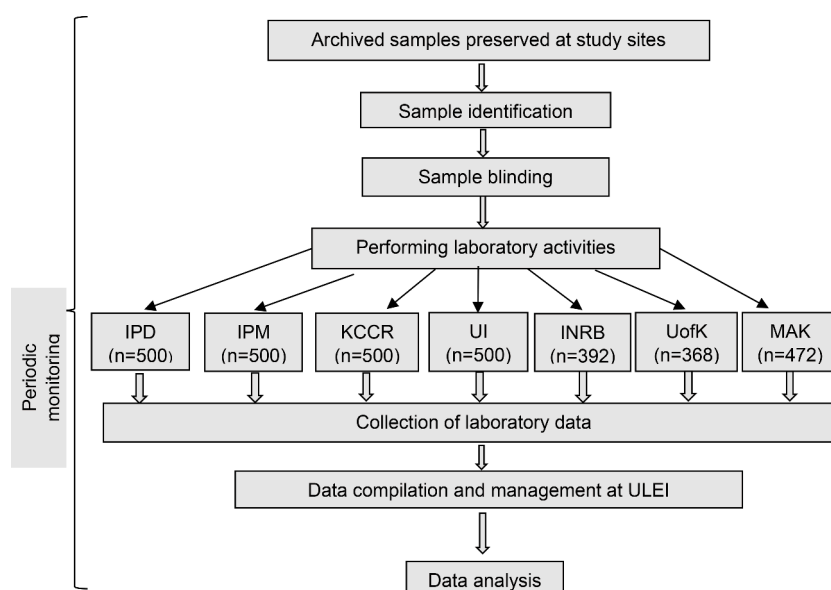 Archived samples preserved at study sites
Sample identification
Sample blinding
Performing laboratory activities
IPD
(n=500)
IPM
(n=500)
KCCR
(n=500)
UI
(n=500)
INRB
(n=392)
UofK
(n=368)
MAK
(n=472)
Collection of laboratory data
Data compilation and management at ULEI
Data analysis
Periodic
monitoring